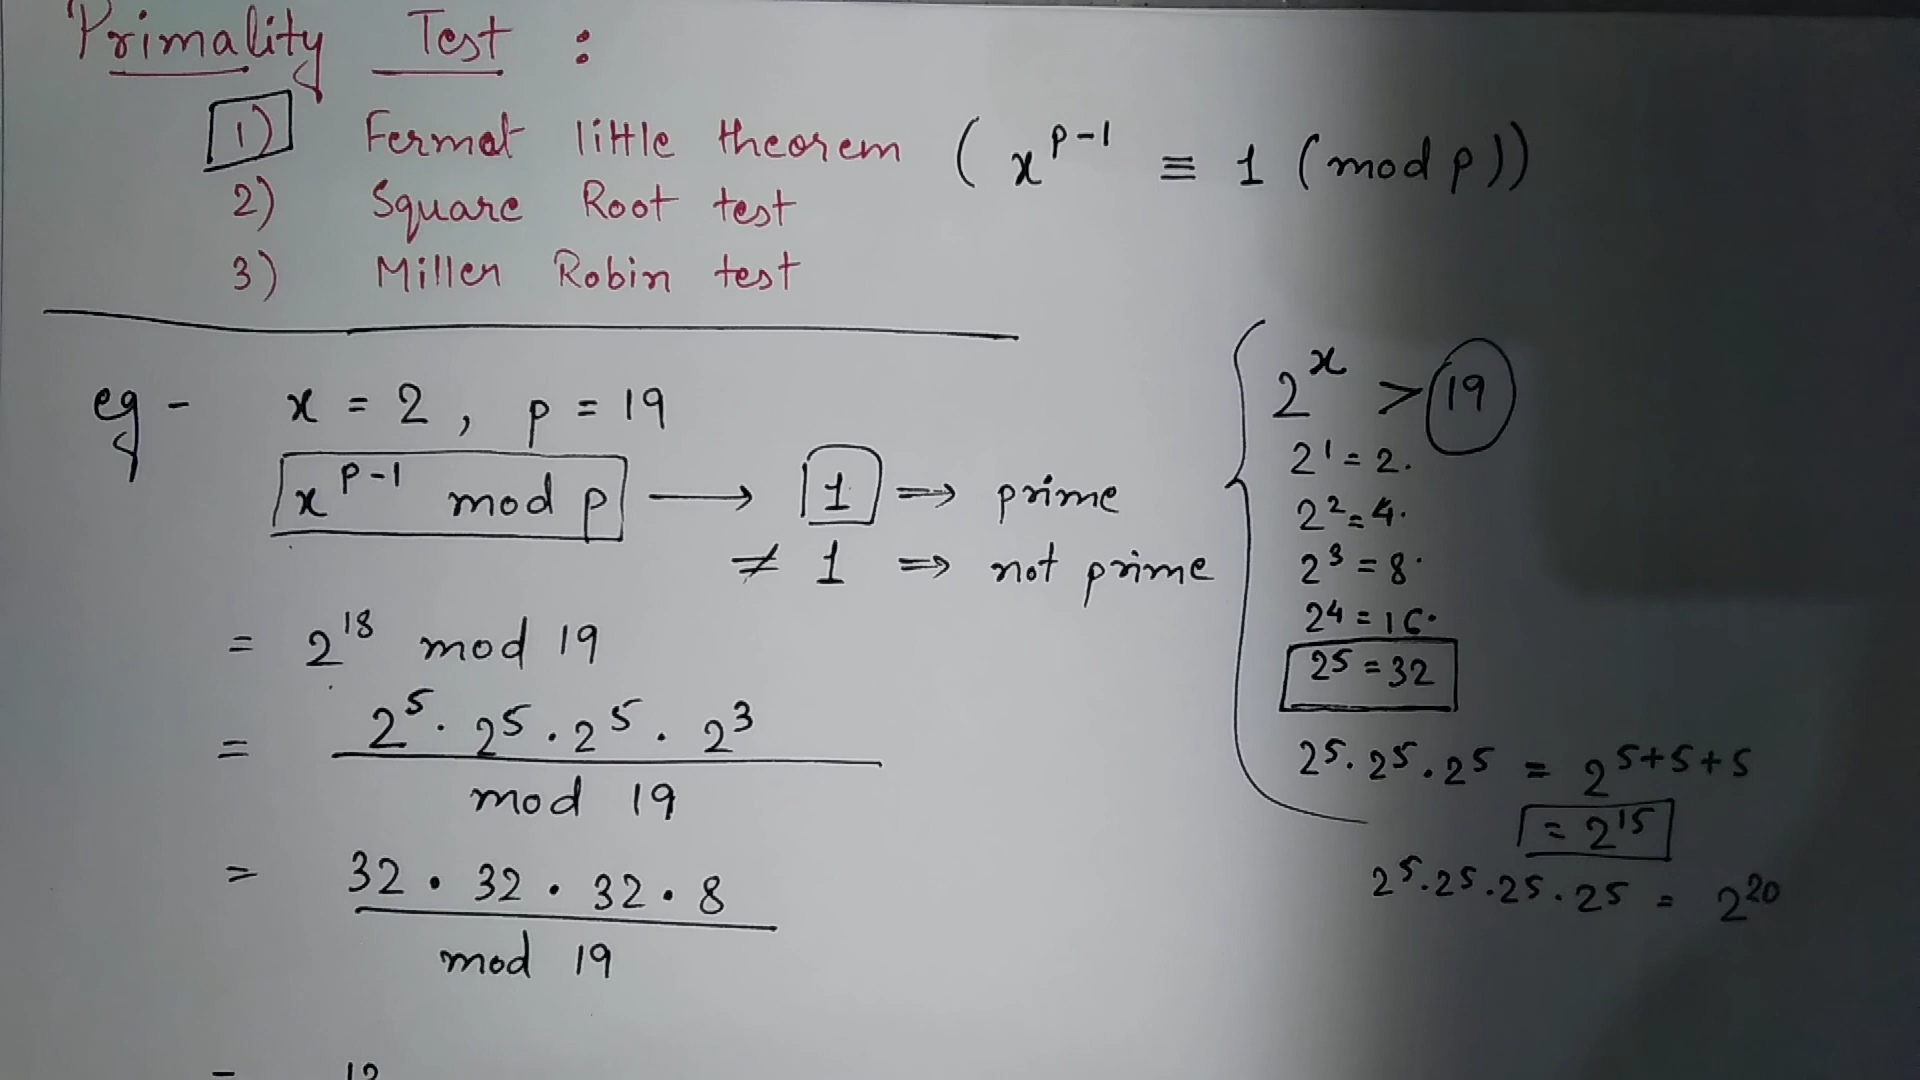 Primality Test :
1) Fermat little theorem ( x^{p-1} ≡ 1 (mod p))
2) Square Root test
3) Miller Robin test
eg - x = 2, p = 19
x^{p-1} mod p ⟶ 1 ⇒ prime
≠ 1 ⇒ not prime
= 2^{18} mod 19
= 2^5 . 2^5 . 2^5 . 2^3
mod 19
= 32 . 32 . 32 . 8
mod 19
2^x > 19
2^1 = 2.
2^2 = 4.
2^3 = 8.
2^4 = 16.
2^5 = 32
2^5 . 2^5 . 2^5 = 2^{5+5+5}
= 2^{15}
2^5 . 2^5 . 2^5 . 2^5 = 2^{20}